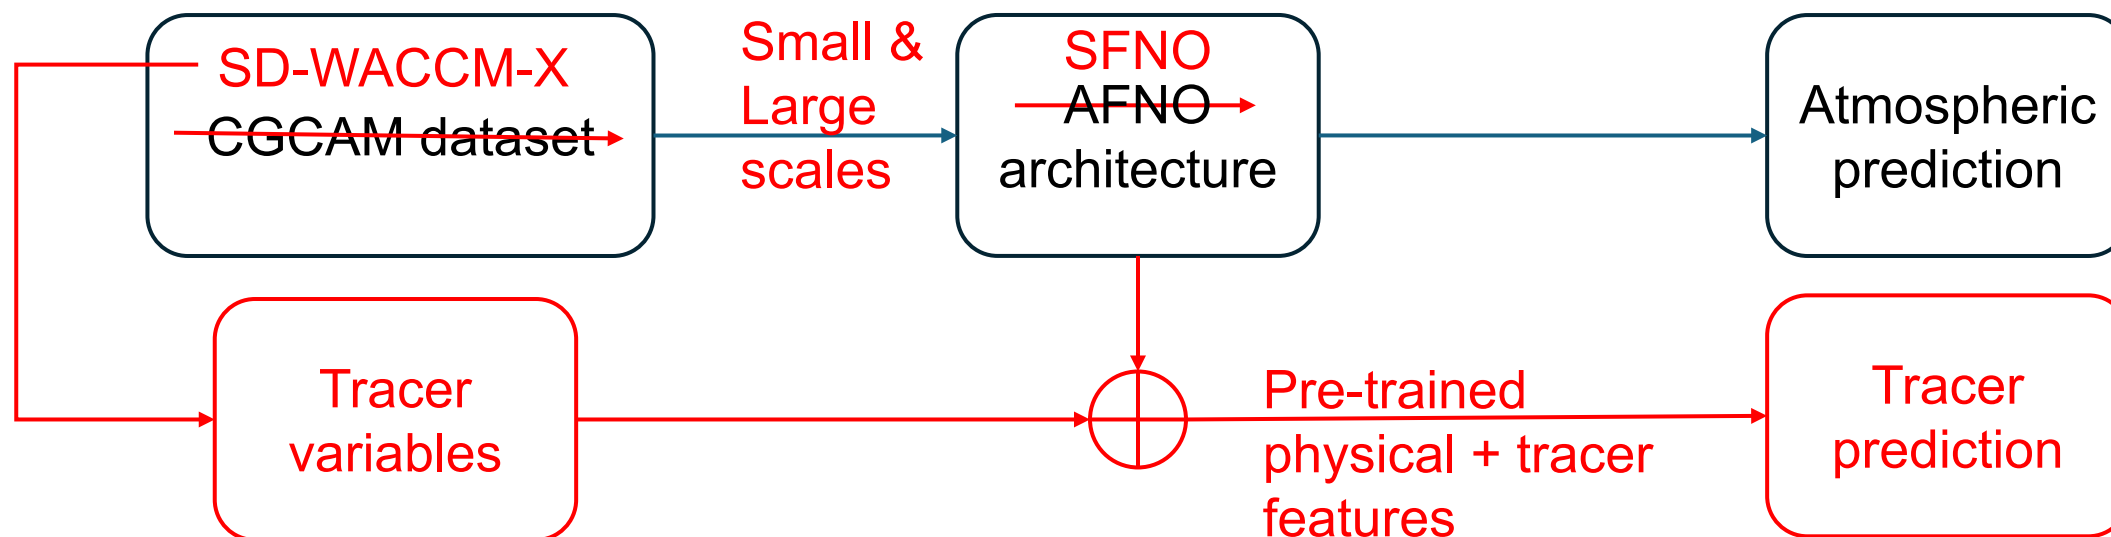 SD-WACCM-X
CGCAM dataset
Small &
Large
scales
SFNO
AFNO
architecture
Atmospheric
prediction
Tracer
variables
Pre-trained
physical + tracer
features
Tracer
prediction